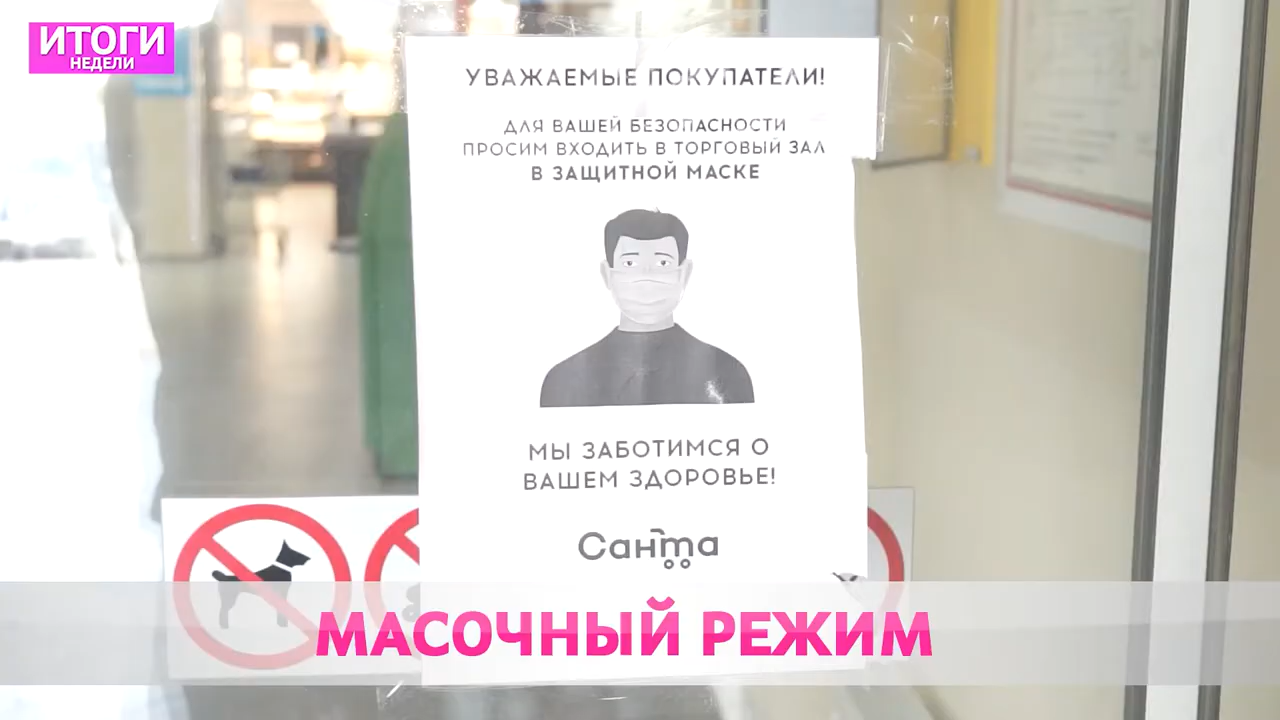 ИТОГИ
НЕДЕЛИ
УВАЖАЕМЫЕ ПОКУПАТЕЛИ!
ДЛЯ ВАШЕЙ БЕЗОПАСНОСТИ
ПРОСИМ ВХОДИТЬ В ТОРГОВЫЙ ЗАЛ
В ЗАЩИТНОЙ МАСКЕ
МЫ ЗАБОТИМСЯ О
ВАШЕМ ЗДОРОВЬЕ!
Санта
МАСОЧНЫЙ РЕЖИМ